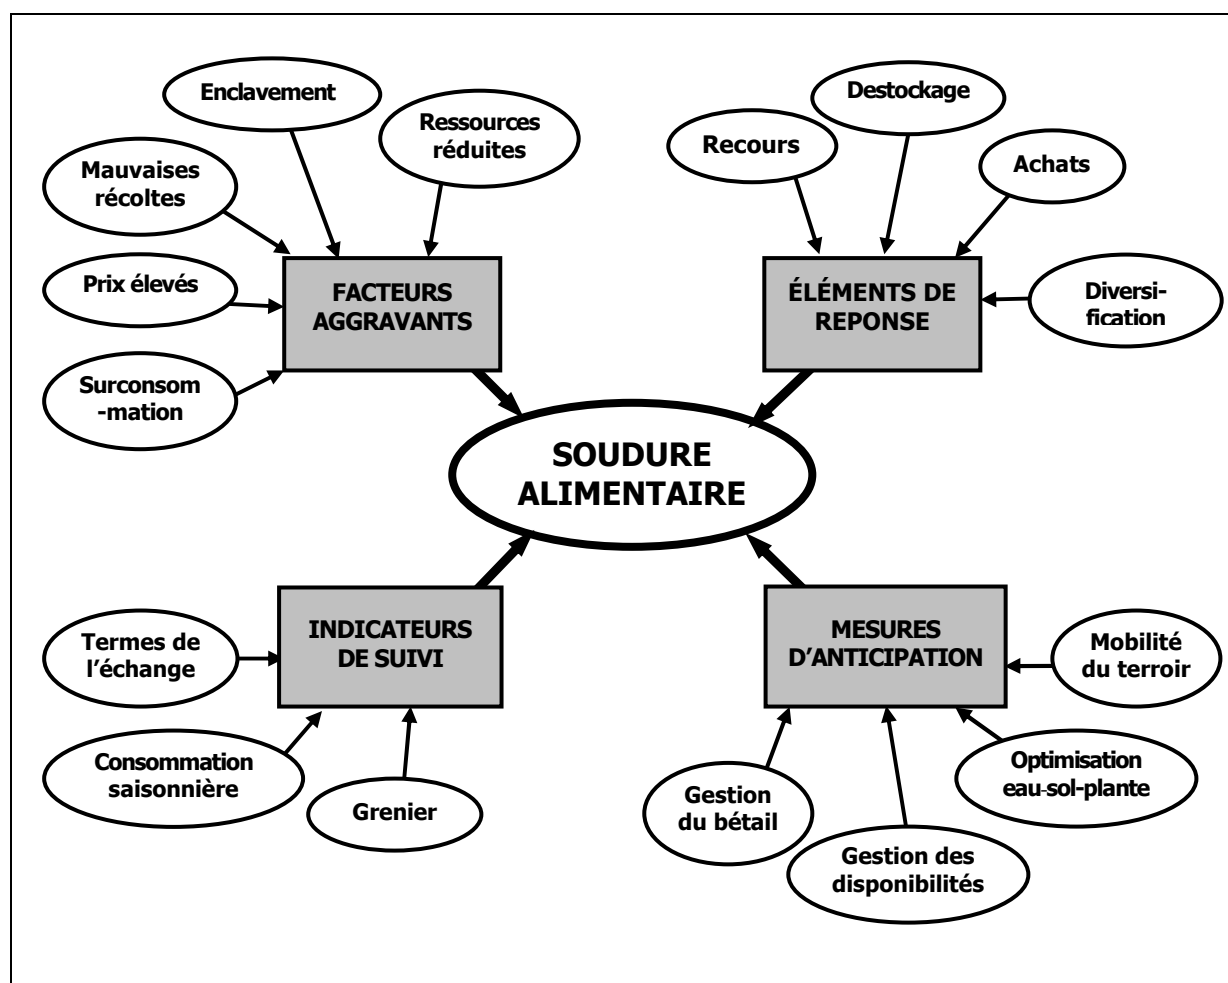 Enclavement
Ressources
réduites
Mauvaises
récoltes
Prix élevés
Surconsom
-mation
FACTEURS
AGGRAVANTS
Destockage
Recours
Achats
Diversi-
fication
ÉLÉMENTS DE
REPONSE
SOUDURE
ALIMENTAIRE
INDICATEURS
DE SUIVI
Termes de
l'échange
Consommation
saisonnière
Grenier
MESURES
D'ANTICIPATION
Mobilité
du terroir
Optimisation
eau-sol-plante
Gestion
du bétail
Gestion des
disponibilités